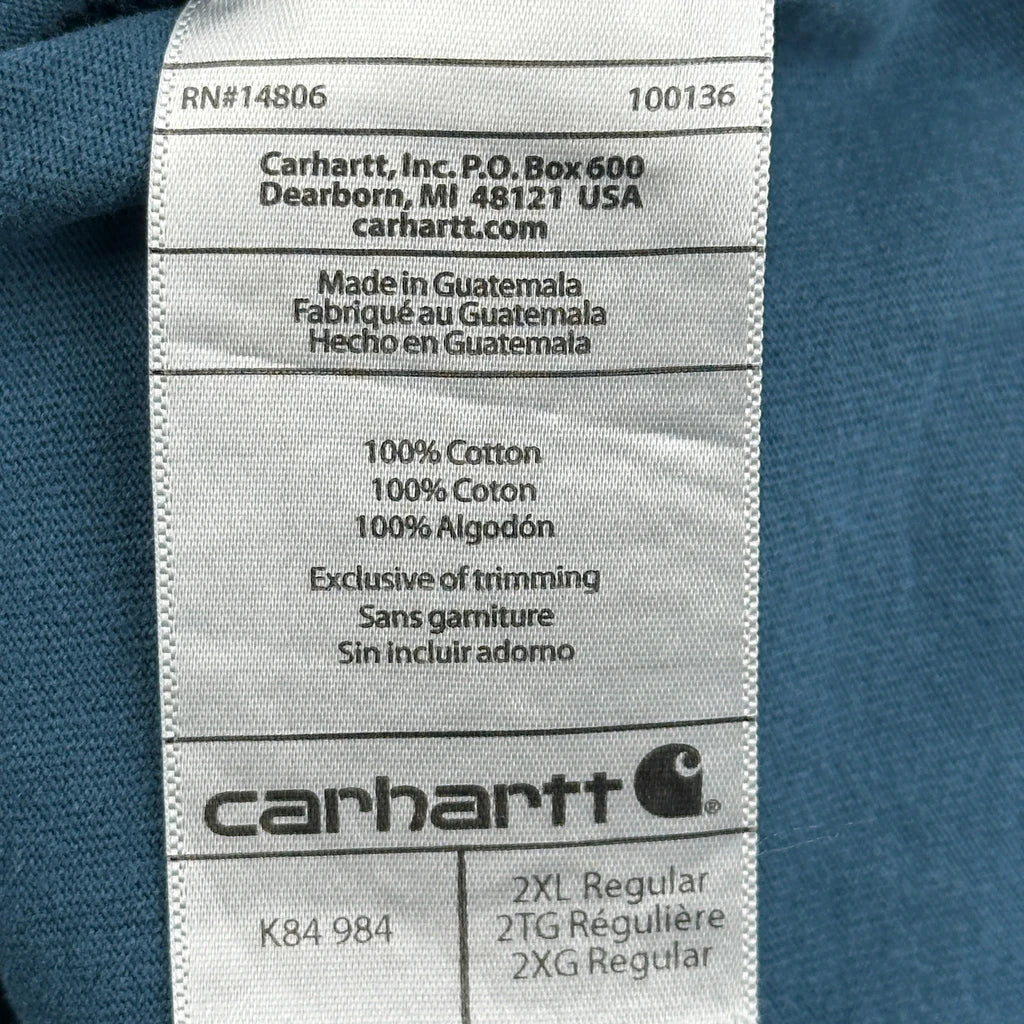 RN#14806 100136
Carhartt, Inc. P.O. Box 600
Dearborn, MI 48121 USA
carhartt.com
Made in Guatemala
Fabriqué au Guatemala
Hecho en Guatemala
100% Cotton
100% Coton
100% Algodón
Exclusive of trimming
Sans garniture
Sin incluir adorno
carhartt ®
K84 984
2XL Regular
2TG Régulière
2XG Regular